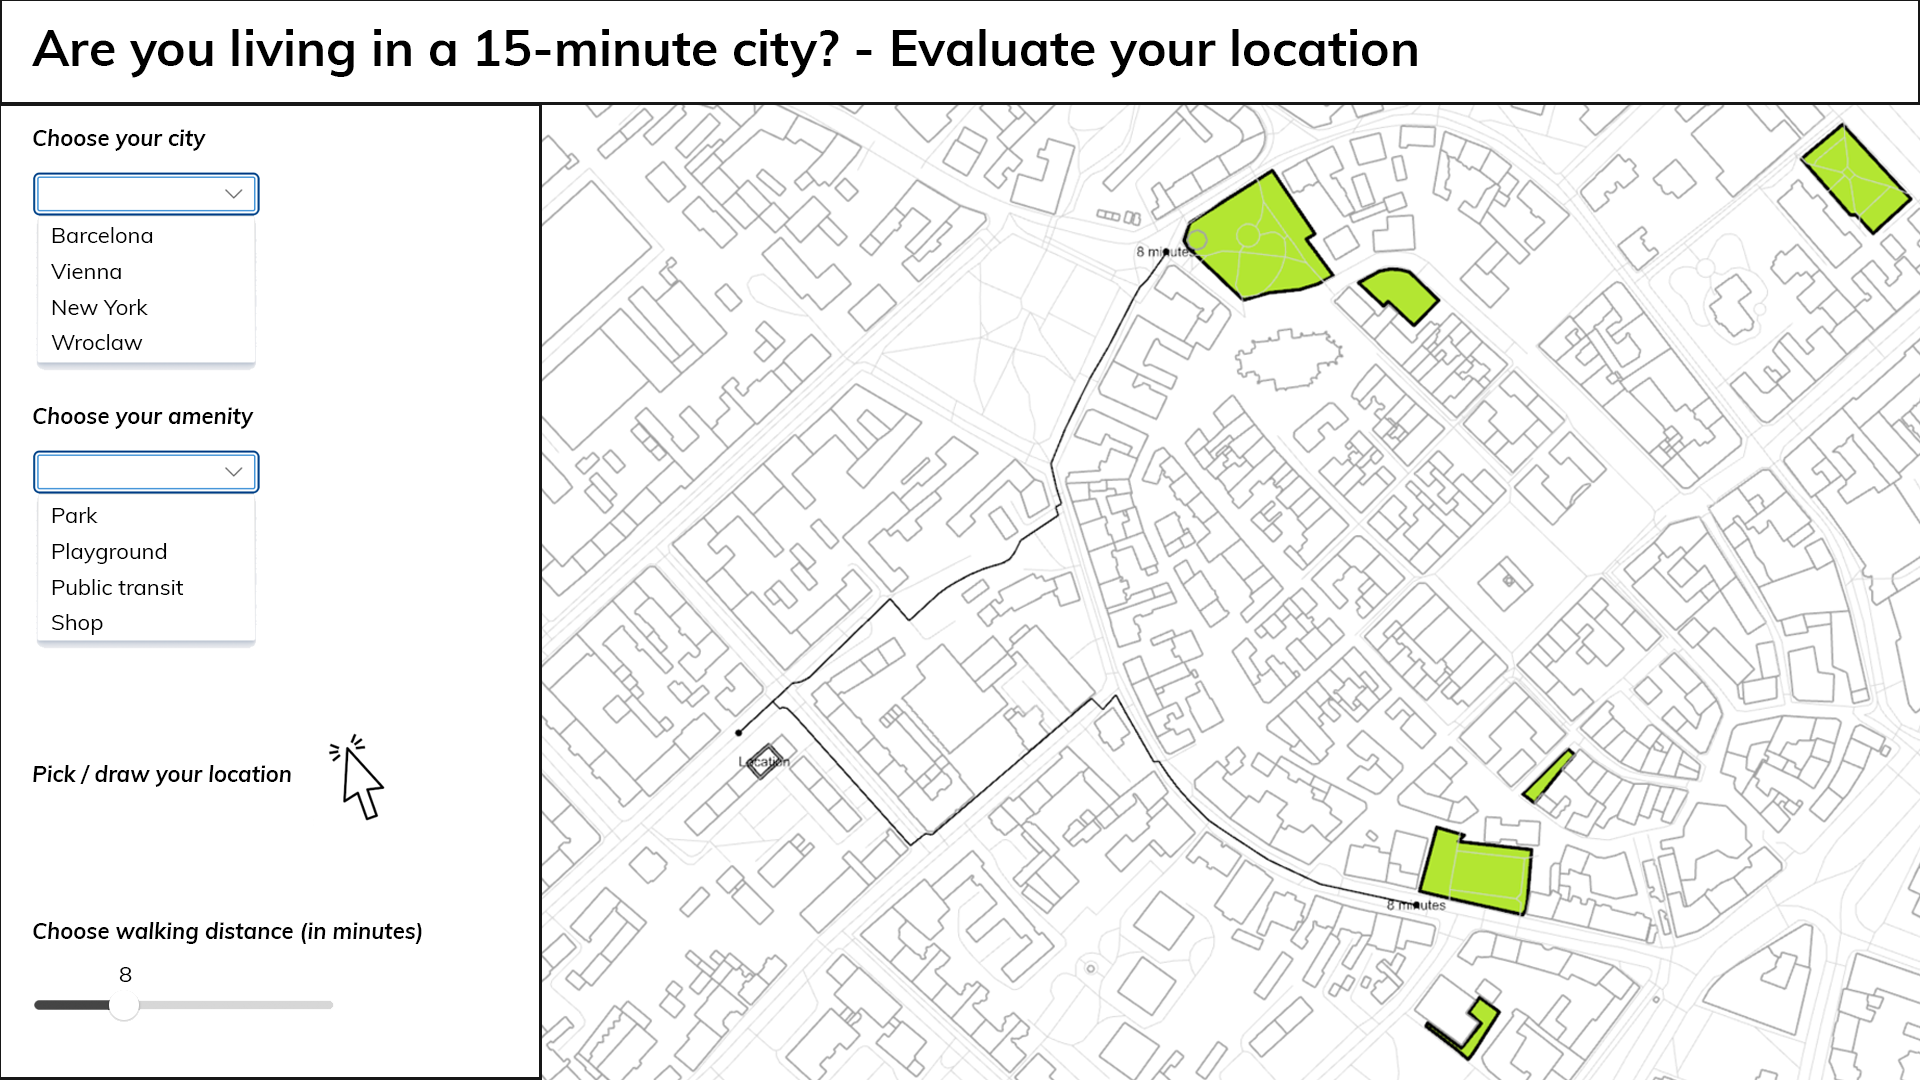 Are you living in a 15-minute city? - Evaluate your location
Choose your city
Barcelona
Vienna
New York
Wroclaw
Choose your amenity
Park
Playground
Public transit
Shop
Pick / draw your location
Choose walking distance (in minutes)
8
8 minutes
Location
8 minutes